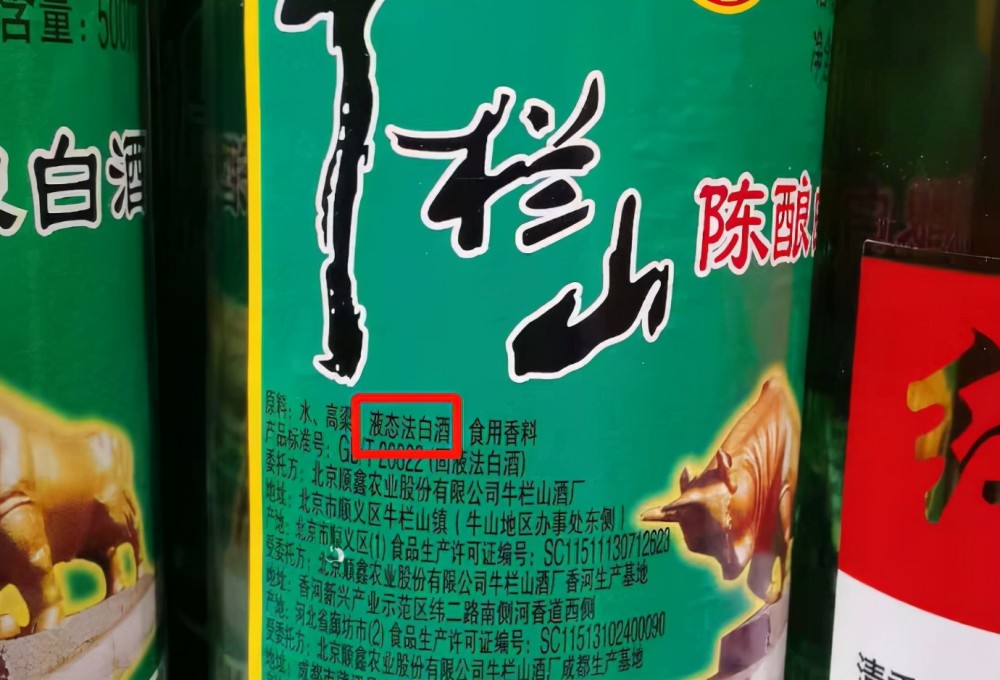 含量：500
白酒
牛栏山
陈酿
原料：水、高粱 液态法白酒 食用香料
产品标准号：GB/T 20822（固液法白酒）
委托方：北京顺鑫农业股份有限公司牛栏山酒厂
地址：北京市顺义区牛栏山镇（牛山地区办事处东侧）
产地：北京市顺义区(1) 食品生产许可证编号：SC11511130712620
受委托方：北京顺鑫农业股份有限公司牛栏山酒厂香河生产基地
地址：香河新兴产业示范区纬二路南侧河香道西侧
产地：河北省廊坊市(2) 食品生产许可证编号：SC11513102400090
受委托方：北京顺鑫农业股份有限公司牛栏山酒厂成都生产基地